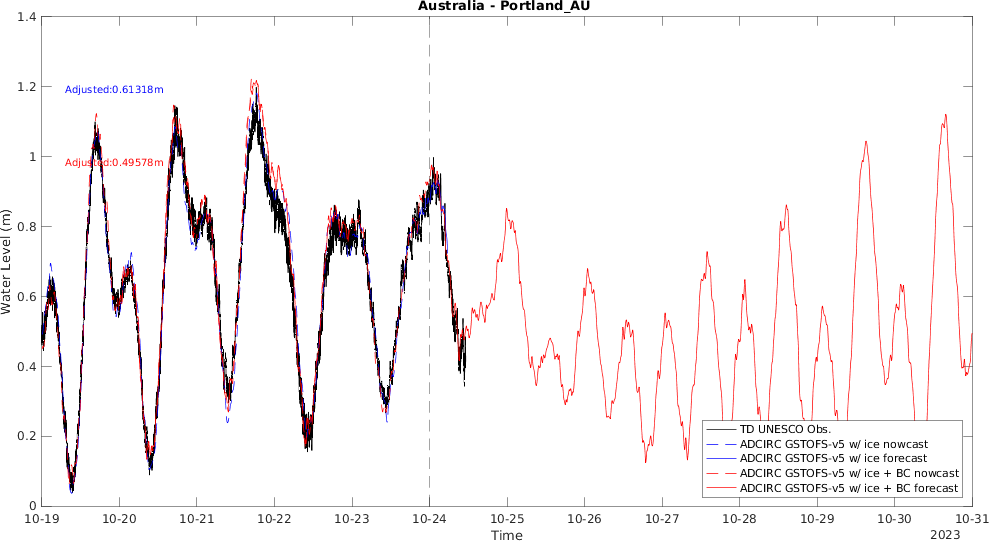 Australia - Portland_AU
1.4
1.2
1
0.8
0.6
0.4
0.2
0
Water Level (m)
Adjusted:0.61318m
Adjusted:0.49578m
TD UNESCO Obs.
ADCIRC GSTOFS-v5 w/ ice nowcast
ADCIRC GSTOFS-v5 w/ ice forecast
ADCIRC GSTOFS-v5 w/ ice + BC nowcast
ADCIRC GSTOFS-v5 w/ ice + BC forecast
10-19 10-20 10-21 10-22 10-23 10-24 10-25 10-26 10-27 10-28 10-29 10-30 10-31
Time
2023